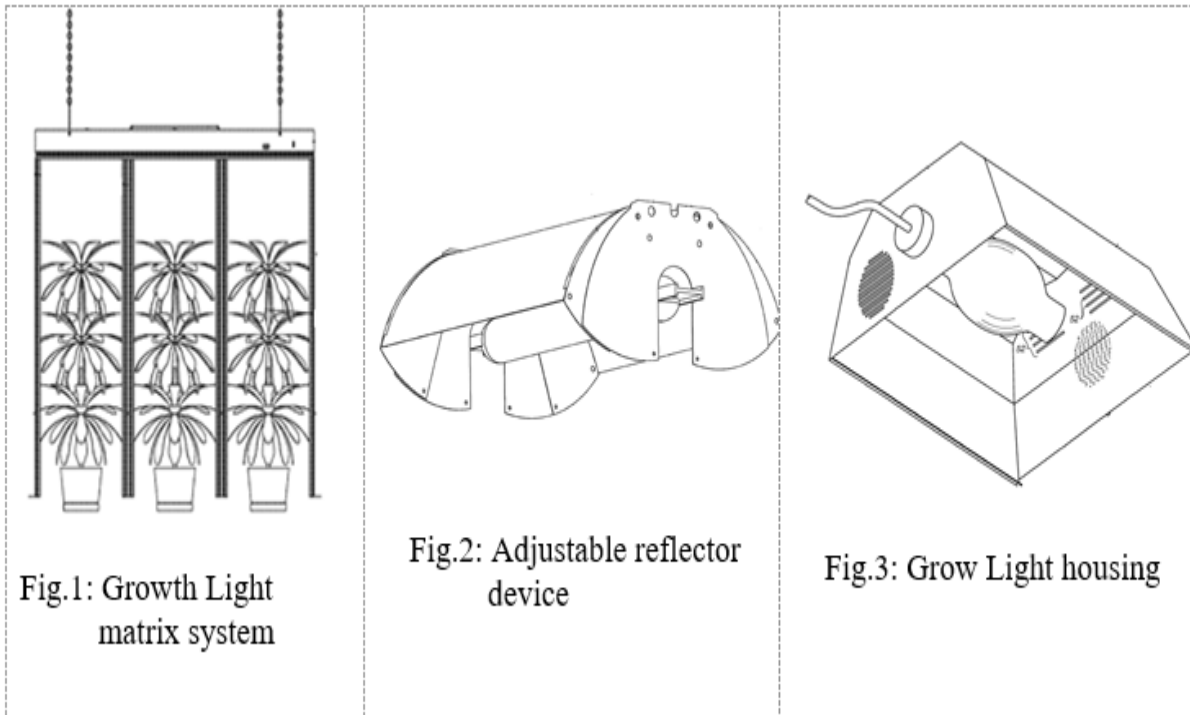 Fig.1: Growth Light
matrix system
Fig.2: Adjustable reflector
device
Fig.3: Grow Light housing